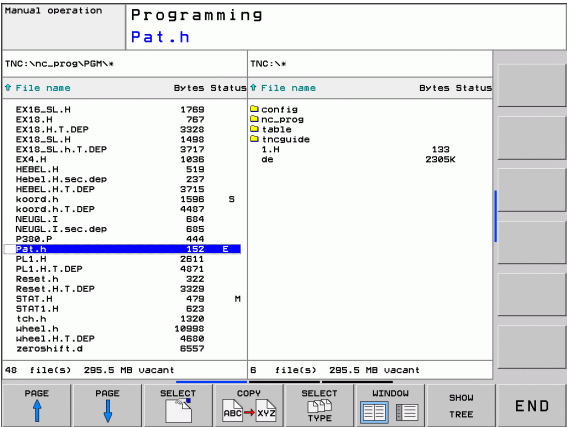 Manual operation
Programming
Pat.h
TNC:\nc_prog\PGM\*
TNC:\*
File name Bytes Status
File name Bytes Status
EX16_SL.H 1769
EX18.H 767
EX18.H.T.DEP 3328
EX18_SL.H 1498
EX18_SL.h.T.DEP 3717
EX4.H 1036
HEBEL.H 519
Hebel.H.sec.dep 237
HEBEL.H.T.DEP 3715
koord.h 1596 S
koord.h.T.DEP 4487
NEUGL.I 684
NEUGL.I.sec.dep 685
P380.P 444
Pat.h 152 E
PL1.H 2611
PL1.H.T.DEP 4871
Reset.h 322
Reset.H.T.DEP 3329
STAT.H 479 M
STAT1.H 623
tch.h 1320
wheel.h 10998
wheel.H.T.DEP 4680
zeroshift.d 6557
config
nc_prog
table
tncguide
1.H 133
de 2305K
48 file(s) 295.5 MB vacant
6 file(s) 295.5 MB vacant
PAGE
PAGE
SELECT
COPY
ABC XYZ
SELECT
TYPE
WINDOW
SHOW
TREE
END